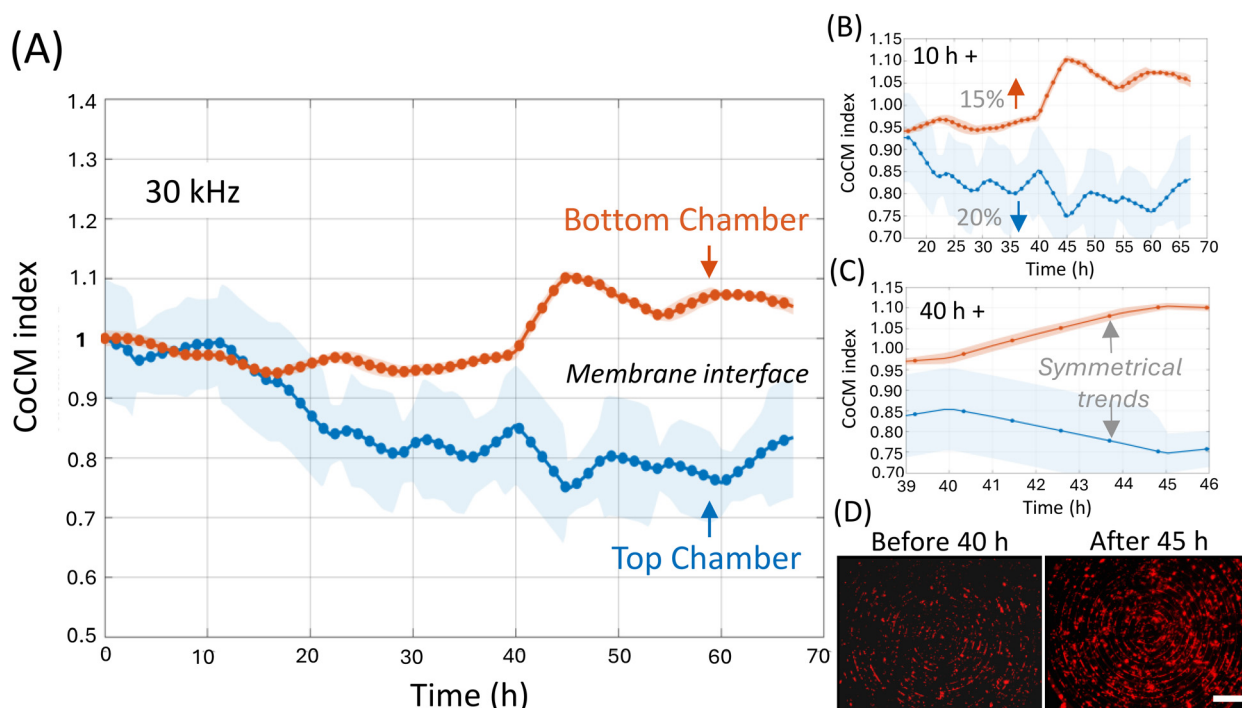 (A)
1.4
1.3
1.2
1.1
1
0.9
0.8
0.7
0.6
0.5
CoCM index
30 kHz
Bottom Chamber
Membrane interface
Top Chamber
0 10 20 30 40 50 60 70
Time (h)
(B)
1.15
1.10
1.05
1.00
0.95
0.90
0.80
0.75
0.70
CoCM index
10 h +
15%
20%
20 25 30 35 40 45 50 55 60 65 70
Time (h)
(C)
1.15
1.10
1.05
1.00
0.95
0.90
0.85
0.80
0.75
0.70
CoCM index
40 h +
Symmetrical
trends
39 40 41 42 43 44 45 46
Time (h)
(D)
Before 40 h
After 45 h